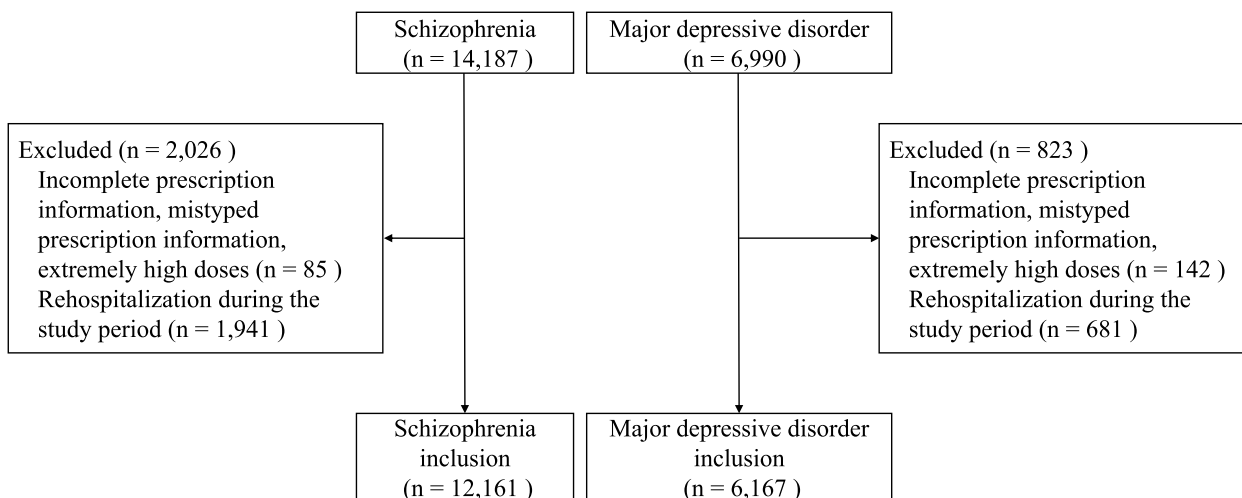 Schizophrenia
(n = 14,187 )
Major depressive disorder
(n = 6,990 )
Excluded (n = 2,026 )
Incomplete prescription
information, mistyped
prescription information,
extremely high doses (n = 85 )
Rehospitalization during the
study period (n = 1,941 )
Excluded (n = 823 )
Incomplete prescription
information, mistyped
prescription information,
extremely high doses (n = 142 )
Rehospitalization during the
study period (n = 681 )
Schizophrenia
inclusion
(n = 12,161 )
Major depressive disorder
inclusion
(n = 6,167 )